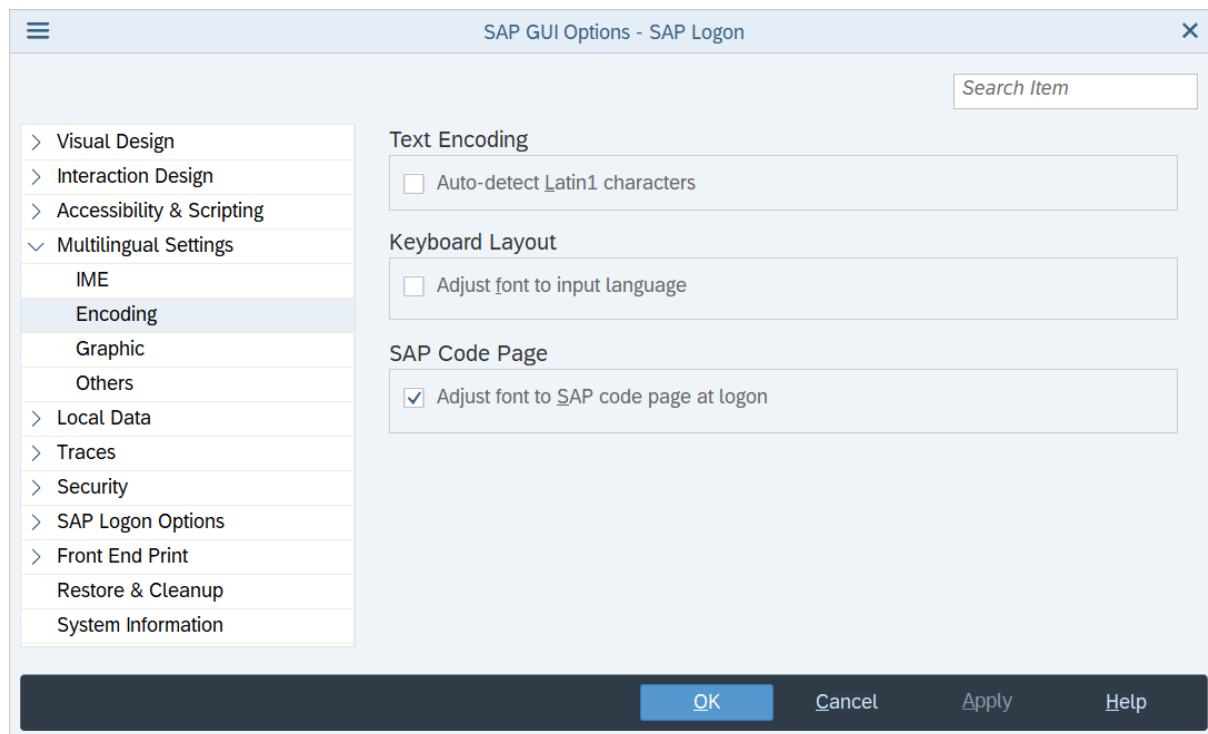 SAP GUI Options - SAP Logon
Search Item
Visual Design
Interaction Design
Accessibility & Scripting
Multilingual Settings
IME
Encoding
Graphic
Others
Local Data
Traces
Security
SAP Logon Options
Front End Print
Restore & Cleanup
System Information
Text Encoding
Auto-detect Latin1 characters
Keyboard Layout
Adjust font to input language
SAP Code Page
Adjust font to SAP code page at logon
OK Cancel Apply Help